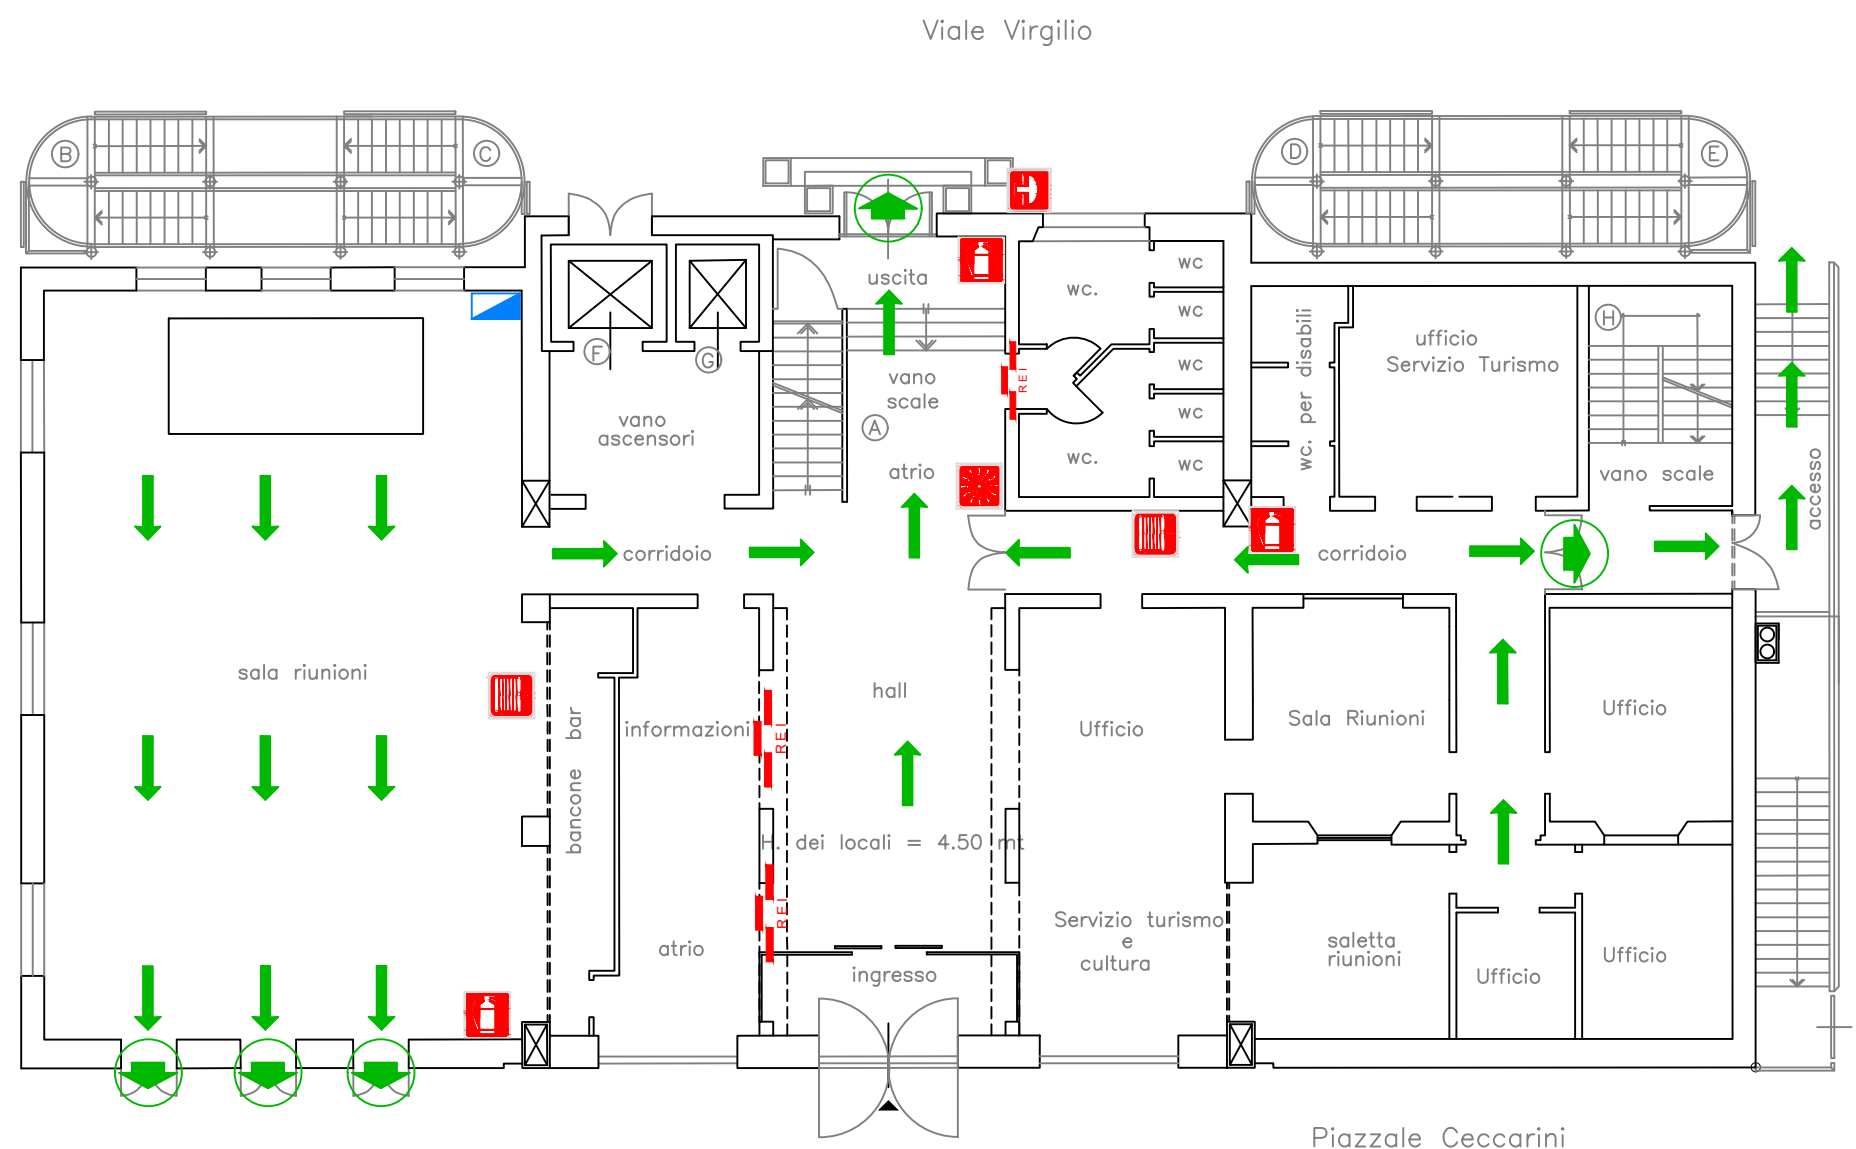 Viale Virgilio
B
C
D
E
uscita
wc.
wc
wc
wc
wc
wc
wc.
F
G
H
vano
ascensori
vano
scale
A
atrio
REI
wc. per disabili
ufficio
Servizio Turismo
vano scale
accesso
corridoio
corridoio
sala riunioni
bancone bar
informazioni
REI
hall
Ufficio
Sala Riunioni
Ufficio
H. dei locali = 4.50 mt
REI
atrio
ingresso
Servizio turismo
e
cultura
saletta
riunioni
Ufficio
Ufficio
Piazzale Ceccarini